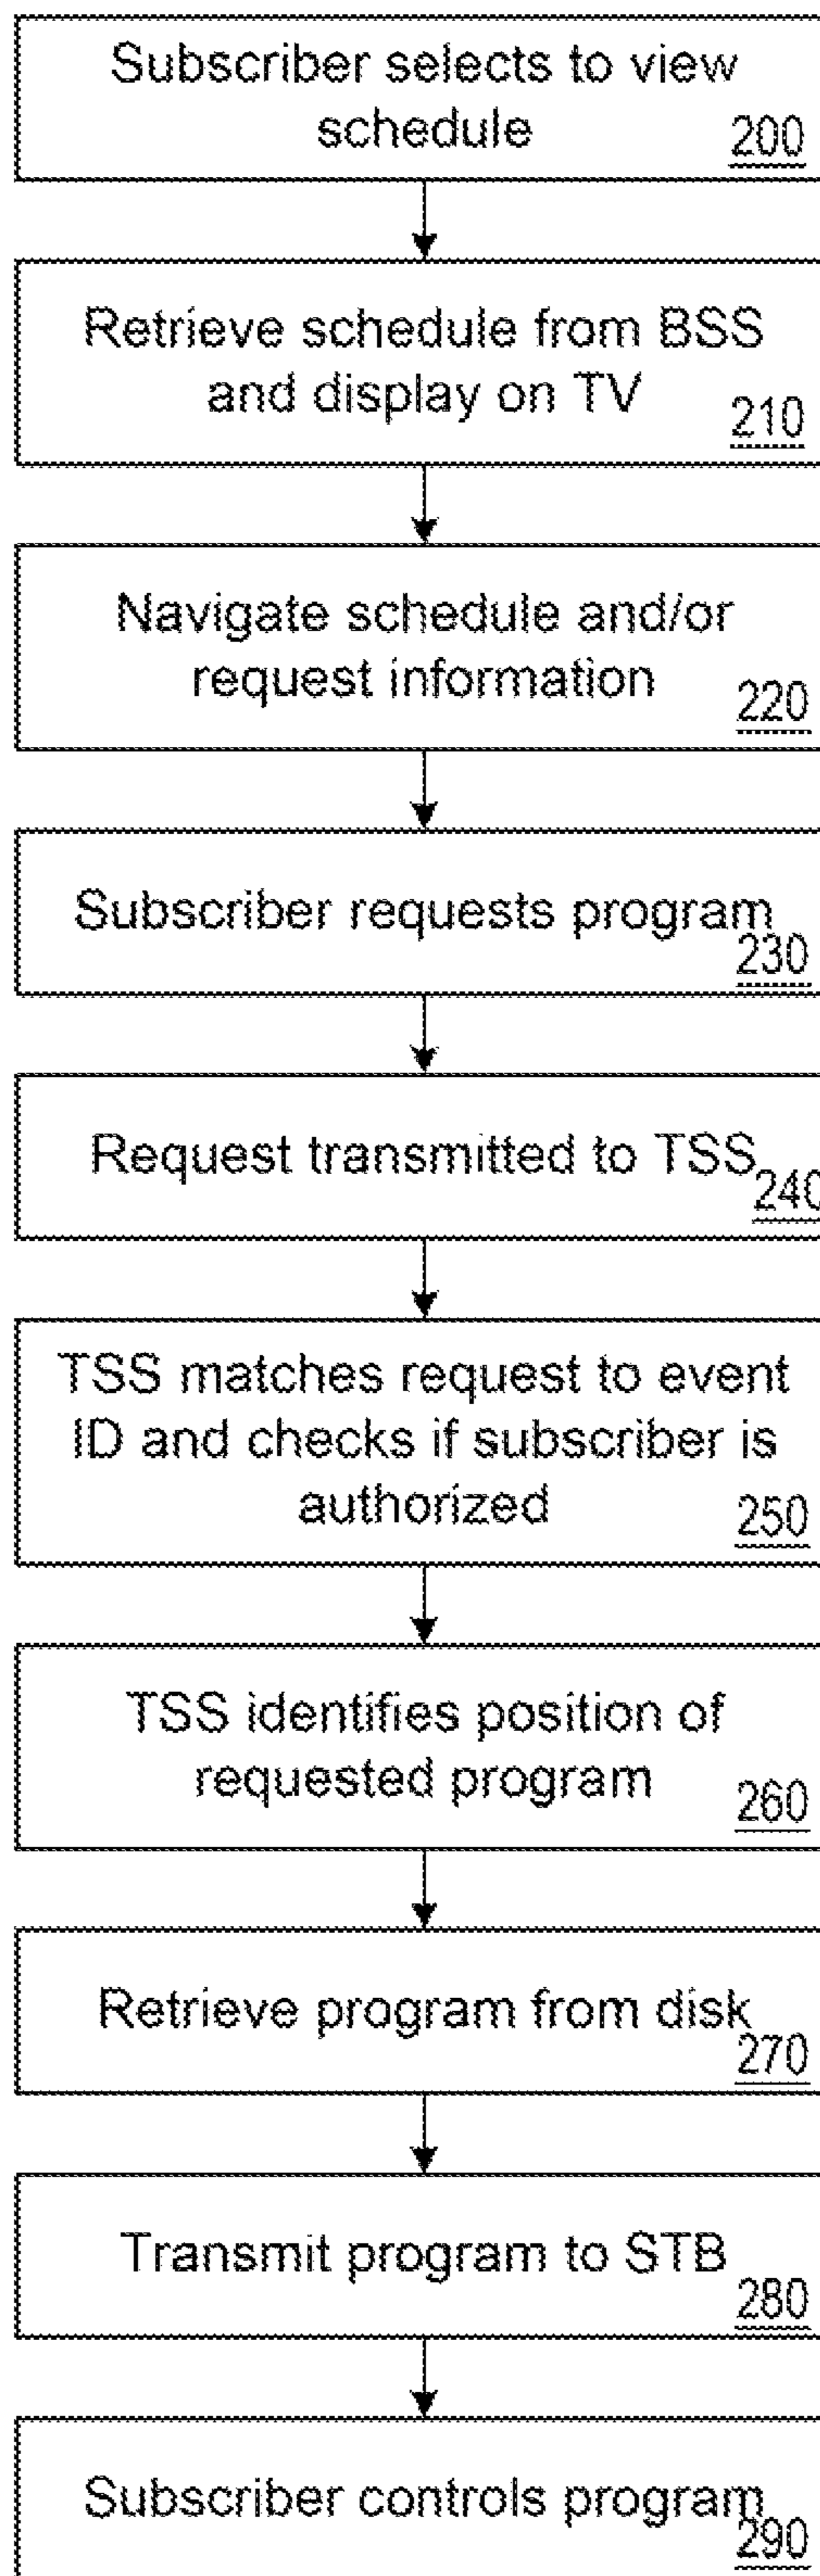 Subscriber selects to view
schedule
200
Retrieve schedule from BSS
and display on TV
210
Navigate schedule and/or
request information
220
Subscriber requests program
230
Request transmitted to TSS
240
TSS matches request to event
ID and checks if subscriber is
authorized
250
TSS identifies position of
requested program
260
Retrieve program from disk
270
Transmit program to STB
280
Subscriber controls program
290